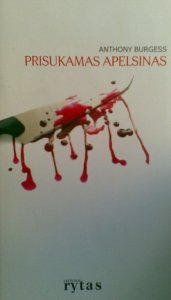 ANTHONY BURGESS
PRISUKAMAS APELSINAS
rytas